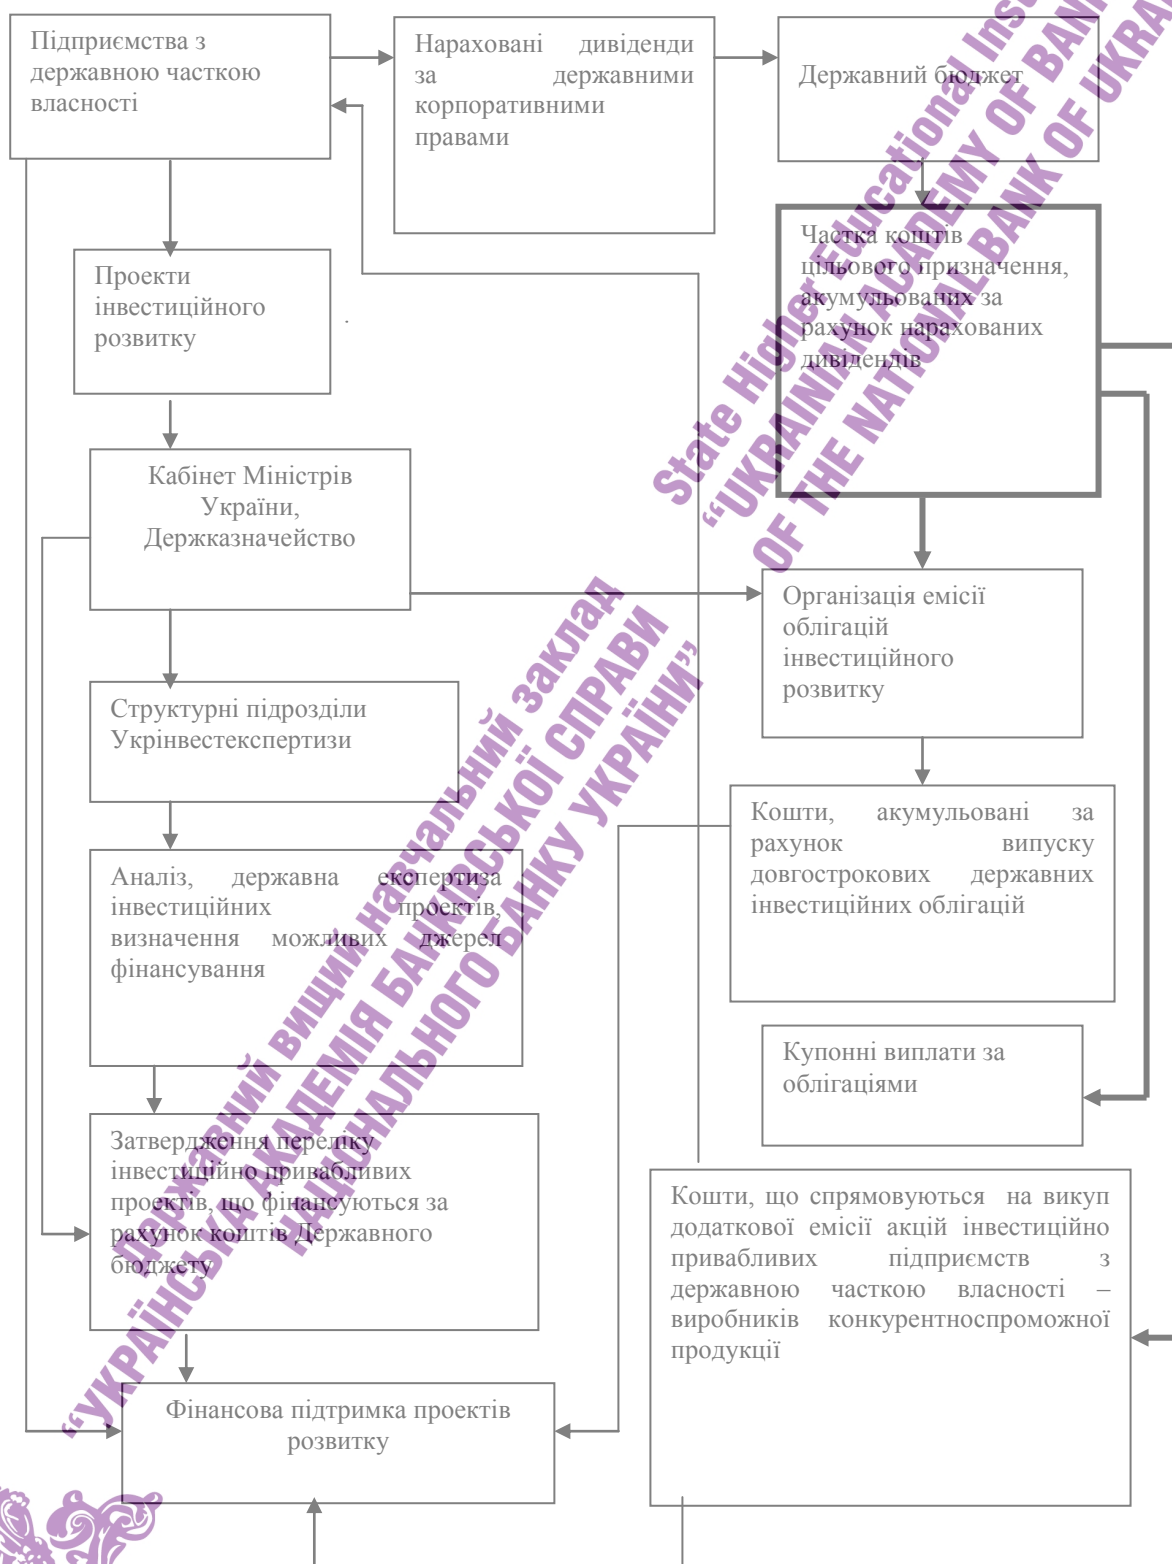 Підприємства з
державною часткою
власності
Нараховані дивіденди
за державними
корпоративними
правами
Державний бюджет
Частка коштів
цільового призначення,
акумульованих за
рахунок нарахованих
дивідендів
Проекти
інвестиційного
розвитку
.
Кабінет Міністрів
України,
Держказначейство
Організація емісії
облігацій
інвестиційного
розвитку
Структурні підрозділи
Укрінвестекспертизи
Кошти, акумульовані за
рахунок випуску
довгострокових державних
інвестиційних облігацій
Аналіз, державна експертиза
інвестиційних проектів,
визначення можливих джерел
фінансування
Купонні виплати за
облігаціями
Затвердження переліку
інвестиційно привабливих
проектів, що фінансуються за
рахунок коштів Державного
бюджету
Кошти, що спрямовуються на викуп
додаткової емісії акцій інвестиційно
привабливих підприємств з
державною часткою власності –
виробників конкурентноспроможної
продукції
Фінансова підтримка проектів
розвитку
State Higher Educational
“UKRAINIAN ACADEMY OF
OF THE NATIONAL BANK OF
Державний вищий навчальний заклад
“УКРАЇНСЬКА АКАДЕМІЯ БАНКІВСЬКОЇ СПРАВИ
НАЦІОНАЛЬНОГО БАНКУ УКРАЇНИ”